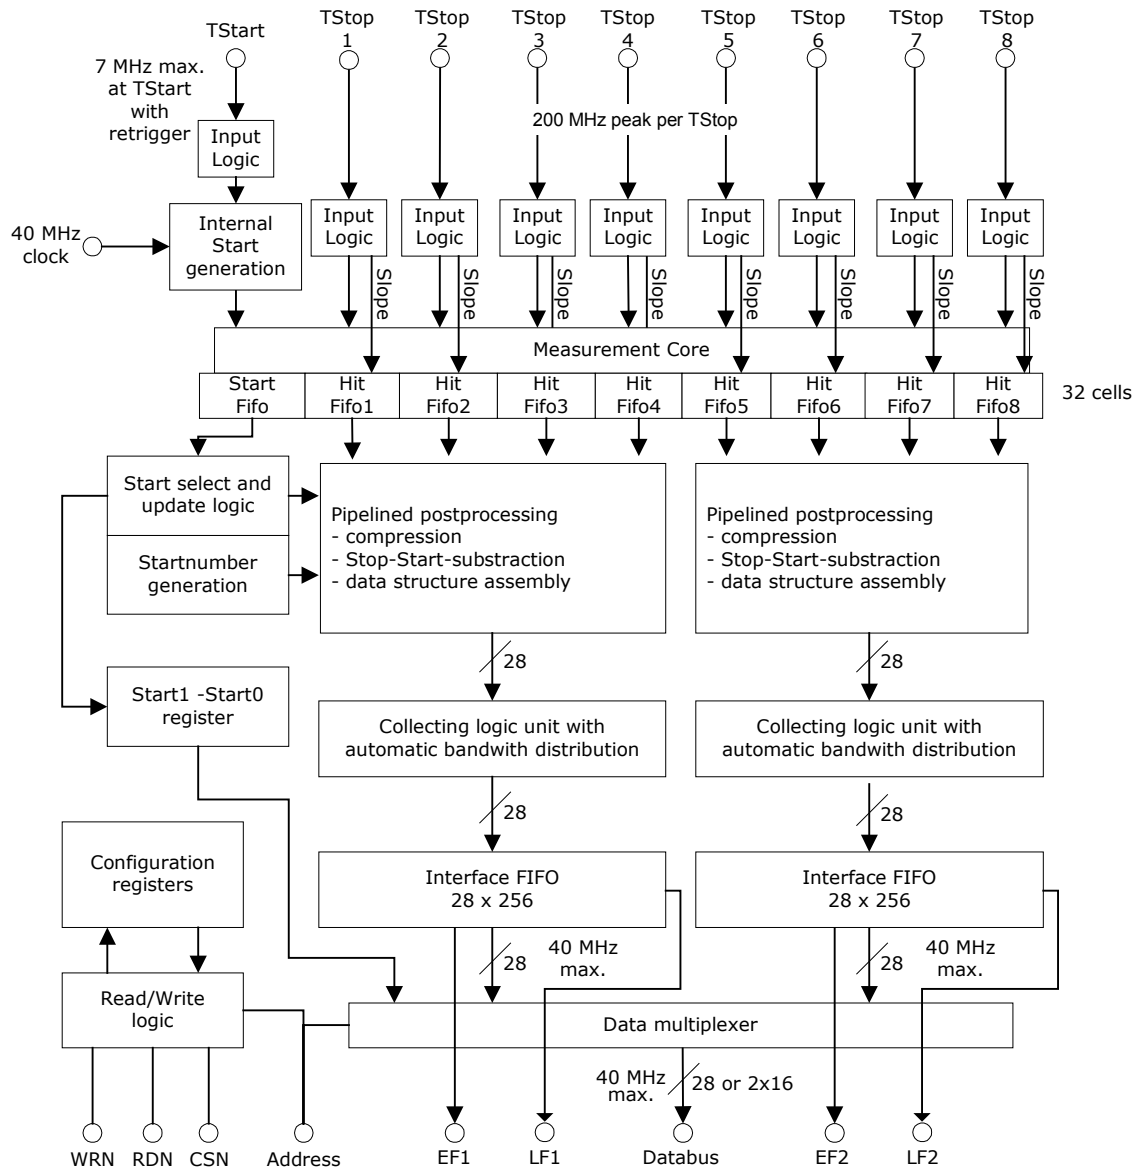 TStart
TStop
1
TStop
2
TStop
3
TStop
4
TStop
5
TStop
6
TStop
7
TStop
8
7 MHz max.
at TStart
with
retrigger
200 MHz peak per TStop
Input
Logic
40 MHz
clock
Internal
Start
generation
Input
Logic
Input
Logic
Input
Logic
Input
Logic
Input
Logic
Input
Logic
Input
Logic
Input
Logic
Slope
Slope
Slope
Slope
Slope
Slope
Slope
Slope
Measurement Core
Start
Fifo
Hit
Fifo1
Hit
Fifo2
Hit
Fifo3
Hit
Fifo4
Hit
Fifo5
Hit
Fifo6
Hit
Fifo7
Hit
Fifo8
32 cells
Start select and
update logic
Startnumber
generation
Pipelined postprocessing
- compression
- Stop-Start-substraction
- data structure assembly
Pipelined postprocessing
- compression
- Stop-Start-substraction
- data structure assembly
28
28
Start1 -Start0
register
Collecting logic unit with
automatic bandwith distribution
Collecting logic unit with
automatic bandwith distribution
28
28
Configuration
registers
Interface FIFO
28 x 256
Interface FIFO
28 x 256
28
40 MHz
max.
28
40 MHz
max.
Read/Write
logic
Data multiplexer
40 MHz
max.
28 or 2x16
WRN
RDN
CSN
Address
EF1
LF1
Databus
EF2
LF2